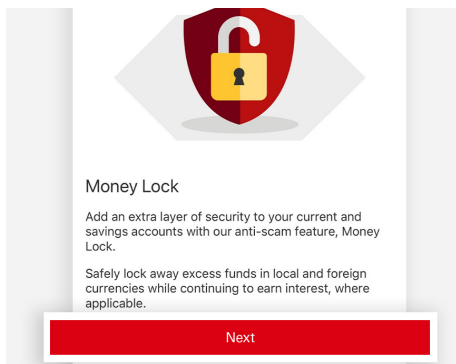 Money Lock
Add an extra layer of security to your current and
savings accounts with our anti-scam feature, Money
Lock.
Safely lock away excess funds in local and foreign
currencies while continuing to earn interest, where
applicable.
Next